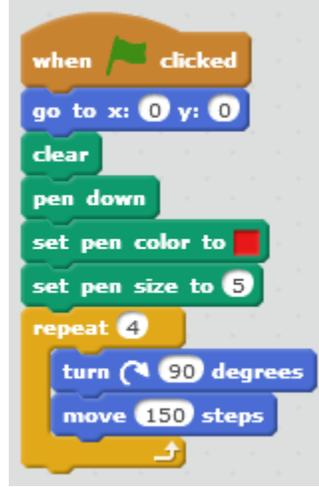 when clicked
go to x: 0 y: 0
clear
pen down
set pen color to
set pen size to 5
repeat 4
turn 90 degrees
move 150 steps